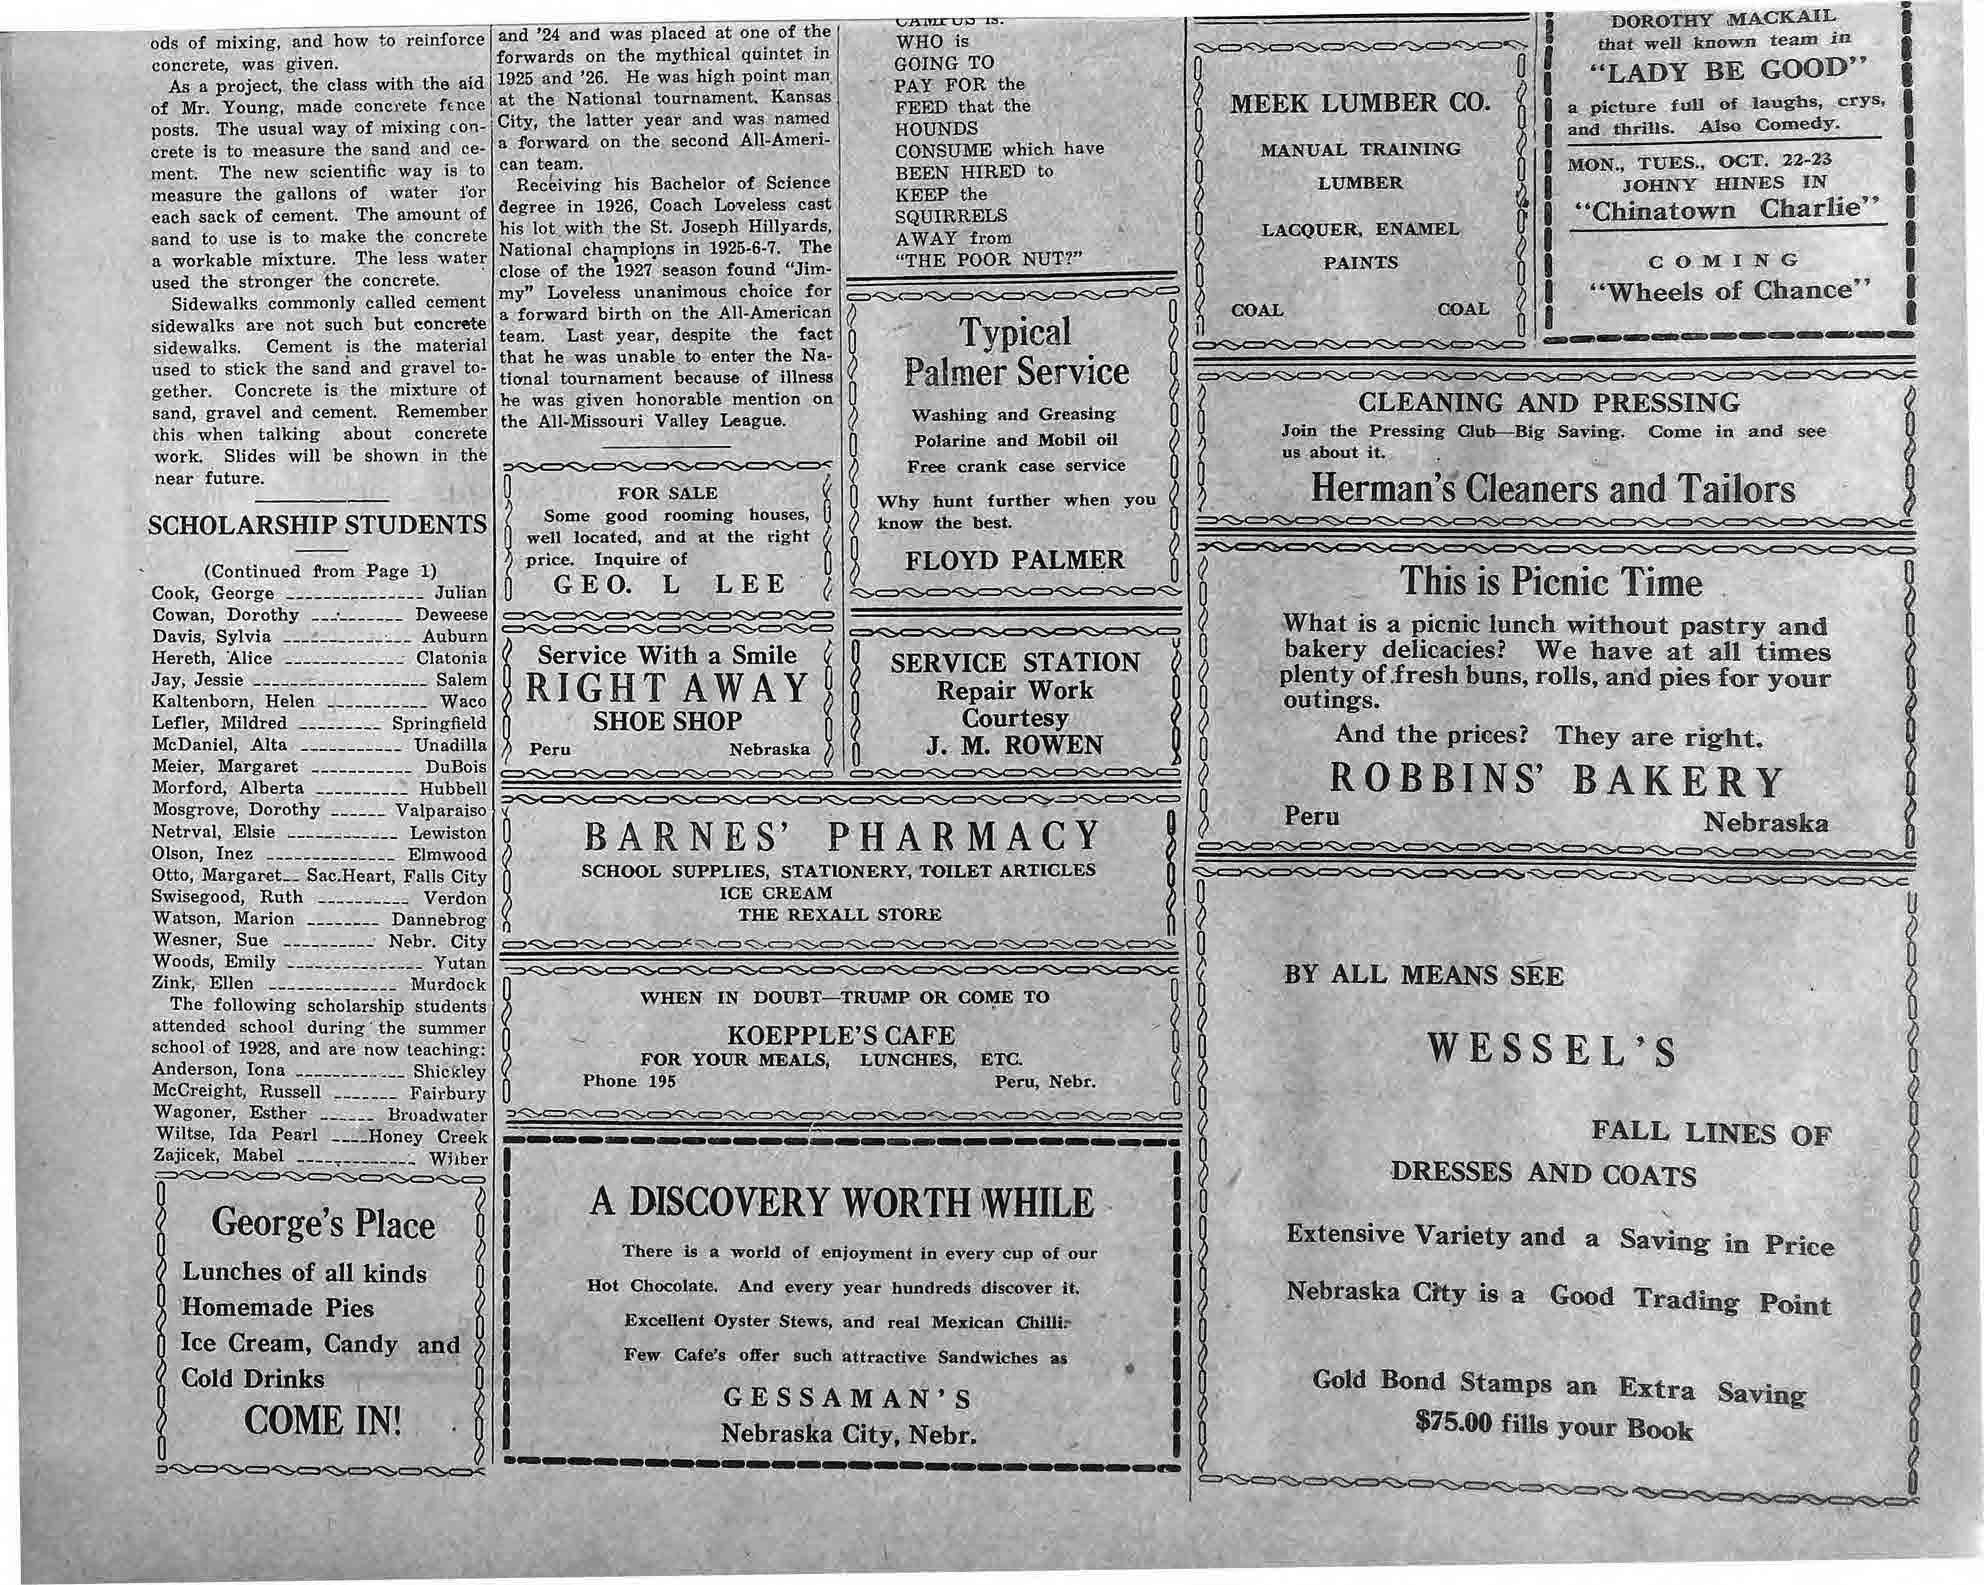 ods of mixing, and how to reinforce
concrete, was given.
As a project, the class with the aid
of Mr. Young, made concrete fence
posts. The usual way of mixing con-
crete is to measure the sand and ce-
ment. The new scientific way is to
measure the gallons of water for
each sack of cement. The amount of
sand to use is to make the concrete
a workable mixture. The less water
used the stronger the concrete.
Sidewalks commonly called cement
sidewalks are not such but concrete
sidewalks. Cement is the material
used to stick the sand and gravel to-
gether. Concrete is the mixture of
sand, gravel and cement. Remember
this when talking about concrete
work. Slides will be shown in the
near future.
SCHOLARSHIP STUDENTS
(Continued from Page 1)
Cook, George ---------------- Julian
Cowan, Dorothy ---------- Deweese
Davis, Sylvia -------------- Auburn
Hereth, Alice ------------- Clatonia
Jay, Jessie ------------------- Salem
Kaltenborn, Helen ----------- Waco
Lefler, Mildred --------- Springfield
McDaniel, Alta ----------- Unadilla
Meier, Margaret ----------- DuBois
Morford, Alberta ---------- Hubbell
Mosgrove, Dorothy ------ Valparaiso
Netrval, Elsie ------------ Lewiston
Olson, Inez -------------- Elmwood
Otto, Margaret-- Sac.Heart, Falls City
Swisegood, Ruth ---------- Verdon
Watson, Marion -------- Dannebrog
Wesner, Sue ---------- Nebr. City
Woods, Emily --------------- Yutan
Zink, Ellen -------------- Murdock
The following scholarship students
attended school during the summer
school of 1928, and are now teaching:
Anderson, Iona ------------ Shickley
McCreight, Russell ------- Fairbury
Wagoner, Esther ------ Broadwater
Wiltse, Ida Pearl ----Honey Creek
Zajicek, Mabel ------------- Wilber
George's Place
Lunches of all kinds
Homemade Pies
Ice Cream, Candy and
Cold Drinks
COME IN!
and '24 and was placed at one of the
forwards on the mythical quintet in
1925 and '26. He was high point man
at the National tournament. Kansas
City, the latter year and was named
a forward on the second All-Ameri-
can team.
Receiving his Bachelor of Science
degree in 1926, Coach Loveless cast
his lot with the St. Joseph Hillyards,
National champions in 1925-6-7. The
close of the 1927 season found "Jim-
my" Loveless unanimous choice for
a forward birth on the All-American
team. Last year, despite the fact
that he was unable to enter the Na-
tional tournament because of illness
he was given honorable mention on
the All-Missouri Valley League.
FOR SALE
Some good rooming houses,
well located, and at the right
price. Inquire of
GEO. L LEE
Service With a Smile
RIGHT AWAY
SHOE SHOP
Peru Nebraska
CAMPUS is.
WHO is
GOING TO
PAY FOR the
FEED that the
HOUNDS
CONSUME which have
BEEN HIRED to
KEEP the
SQUIRRELS
AWAY from
"THE POOR NUT?"
Typical
Palmer Service
Washing and Greasing
Polarine and Mobil oil
Free crank case service
Why hunt further when you
know the best.
FLOYD PALMER
SERVICE STATION
Repair Work
Courtesy
J. M. ROWEN
BARNES' PHARMACY
SCHOOL SUPPLIES, STATIONERY, TOILET ARTICLES
ICE CREAM
THE REXALL STORE
WHEN IN DOUBT—TRUMP OR COME TO
KOEPPLE'S CAFE
FOR YOUR MEALS, LUNCHES, ETC.
Phone 195 Peru, Nebr.
A DISCOVERY WORTH WHILE
There is a world of enjoyment in every cup of our
Hot Chocolate. And every year hundreds discover it.
Excellent Oyster Stews, and real Mexican Chilli.
Few Cafe's offer such attractive Sandwiches as
GESSAMAN'S
Nebraska City, Nebr.
MEEK LUMBER CO.
MANUAL TRAINING
LUMBER
LACQUER, ENAMEL
PAINTS
COAL COAL
DOROTHY MACKAIL
that well known team in
"LADY BE GOOD"
a picture full of laughs, crys,
and thrills. Also Comedy.
MON., TUES., OCT. 22-23
JOHNY HINES IN
"Chinatown Charlie"
COMING
"Wheels of Chance"
CLEANING AND PRESSING
Join the Pressing Club—Big Saving. Come in and see
us about it.
Herman's Cleaners and Tailors
This is Picnic Time
What is a picnic lunch without pastry and
bakery delicacies? We have at all times
plenty of fresh buns, rolls, and pies for your
outings.
And the prices? They are right.
ROBBINS' BAKERY
Peru Nebraska
BY ALL MEANS SEE
WESSEL'S
FALL LINES OF
DRESSES AND COATS
Extensive Variety and a Saving in Price
Nebraska City is a Good Trading Point
Gold Bond Stamps an Extra Saving
$75.00 fills your Book